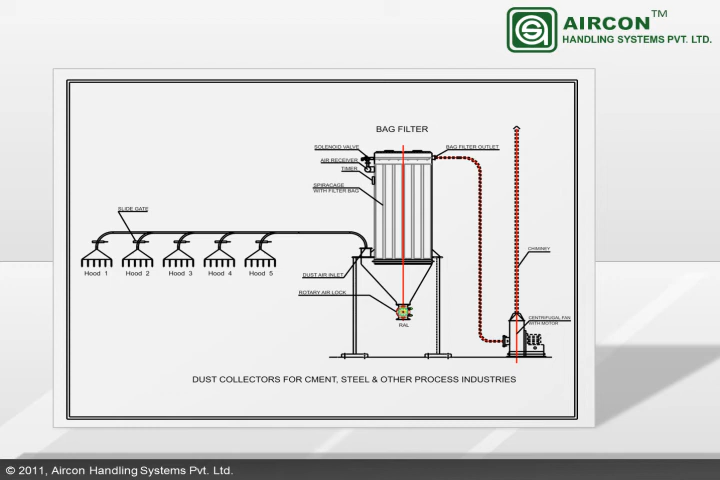 AIRCON™
HANDLING SYSTEMS PVT. LTD.
BAG FILTER
SOLENOID VALVE
BAG FILTER OUTLET
AIR RECEIVER
TIMER
SPIRACAGE
WITH FILTER BAG
SLIDE GATE
CHIMINEY
Hood 1 Hood 2 Hood 3 Hood 4 Hood 5
DUST AIR INLET
ROTARY AIR LOCK
CENTRIFUGAL FAN
WITH MOTOR
RAL
DUST COLLECTORS FOR CMENT, STEEL & OTHER PROCESS INDUSTRIES
© 2011, Aircon Handling Systems Pvt. Ltd.